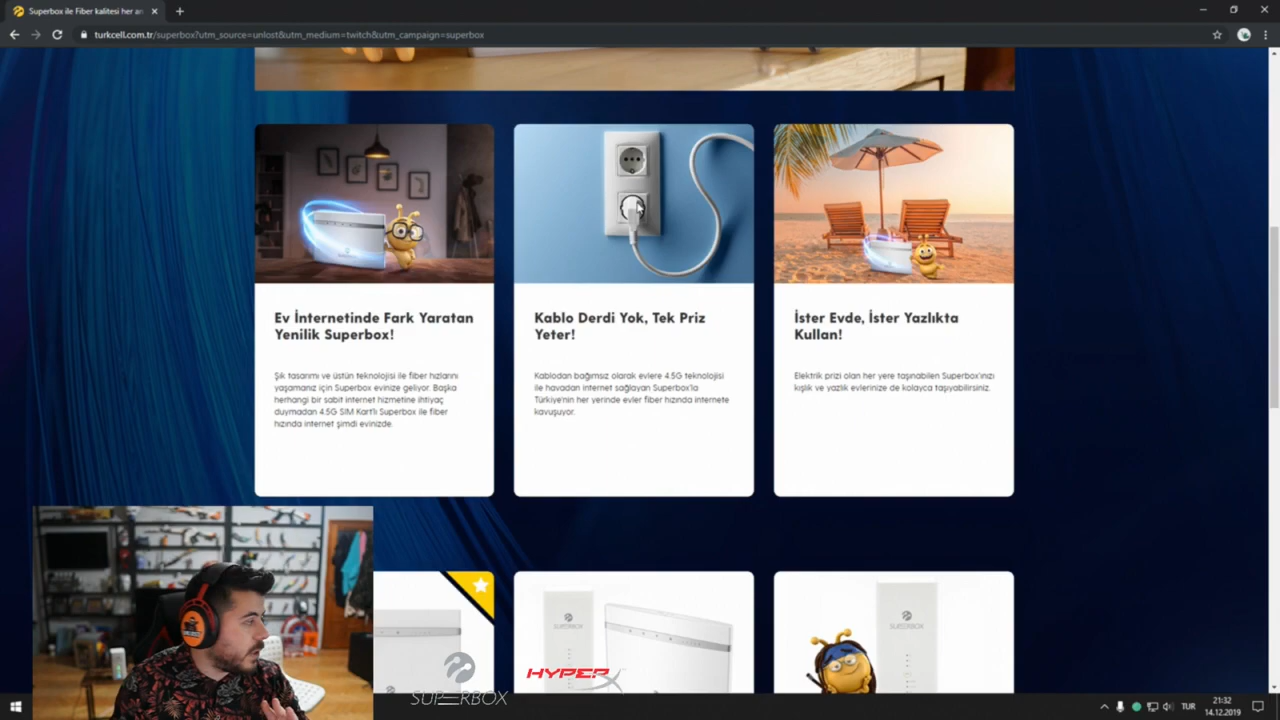 Superbox ile Fiber kalitesi her an
turkcell.com.tr/superbox?utm_source=unlost&utm_medium=twitch&utm_campaign=superbox
Ev İnternetinde Fark Yaratan
Yenilik Superbox!
Şık tasarımı ve üstün teknolojisi ile fiber hızlarını
yaşamanız için Superbox evinize geliyor. Başka
herhangi bir sabit internet hizmetine ihtiyaç
duymadan 4.5G SIM Kart'lı Superbox ile fiber
hızında internet şimdi evinizde.
Kablo Derdi Yok, Tek Priz
Yeter!
Kablodan bağımsız olarak evlere 4.5G teknolojisi
ile havadan internet sağlayan Superbox'la
Türkiye'nin her yerinde evler fiber hızında internete
kavuşuyor.
İster Evde, İster Yazlıkta
Kullan!
Elektrik prizi olan her yere taşınabilen Superbox'ınızı
kışlık ve yazlık evlerinize de kolayca taşıyabilirsiniz.
SUPERBOX
SUPERBOX
SUPERBOX
HYPERX
TUR
21:32
14.12.2019